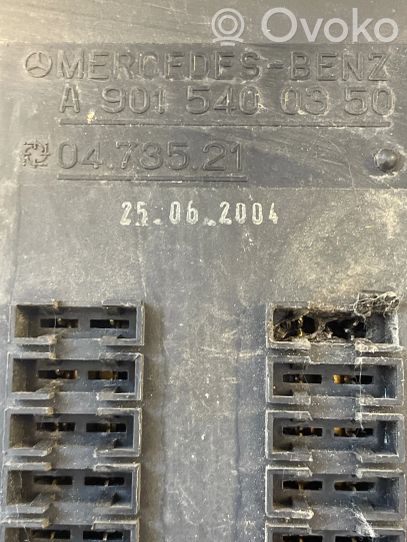 Ovoko
MERCEDES-BENZ
A 901 540 03 50
04.735.21
25.06.2004